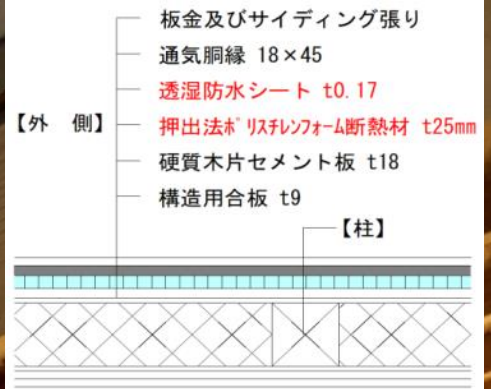 板金及びサイディング張り
通気胴縁 18×45
透湿防水シート t0.17
【外　側】
押出法ﾎﾟﾘｽﾁﾚﾝﾌｫｰﾑ断熱材 t25mm
硬質木片セメント板 t18
構造用合板 t9
【柱】